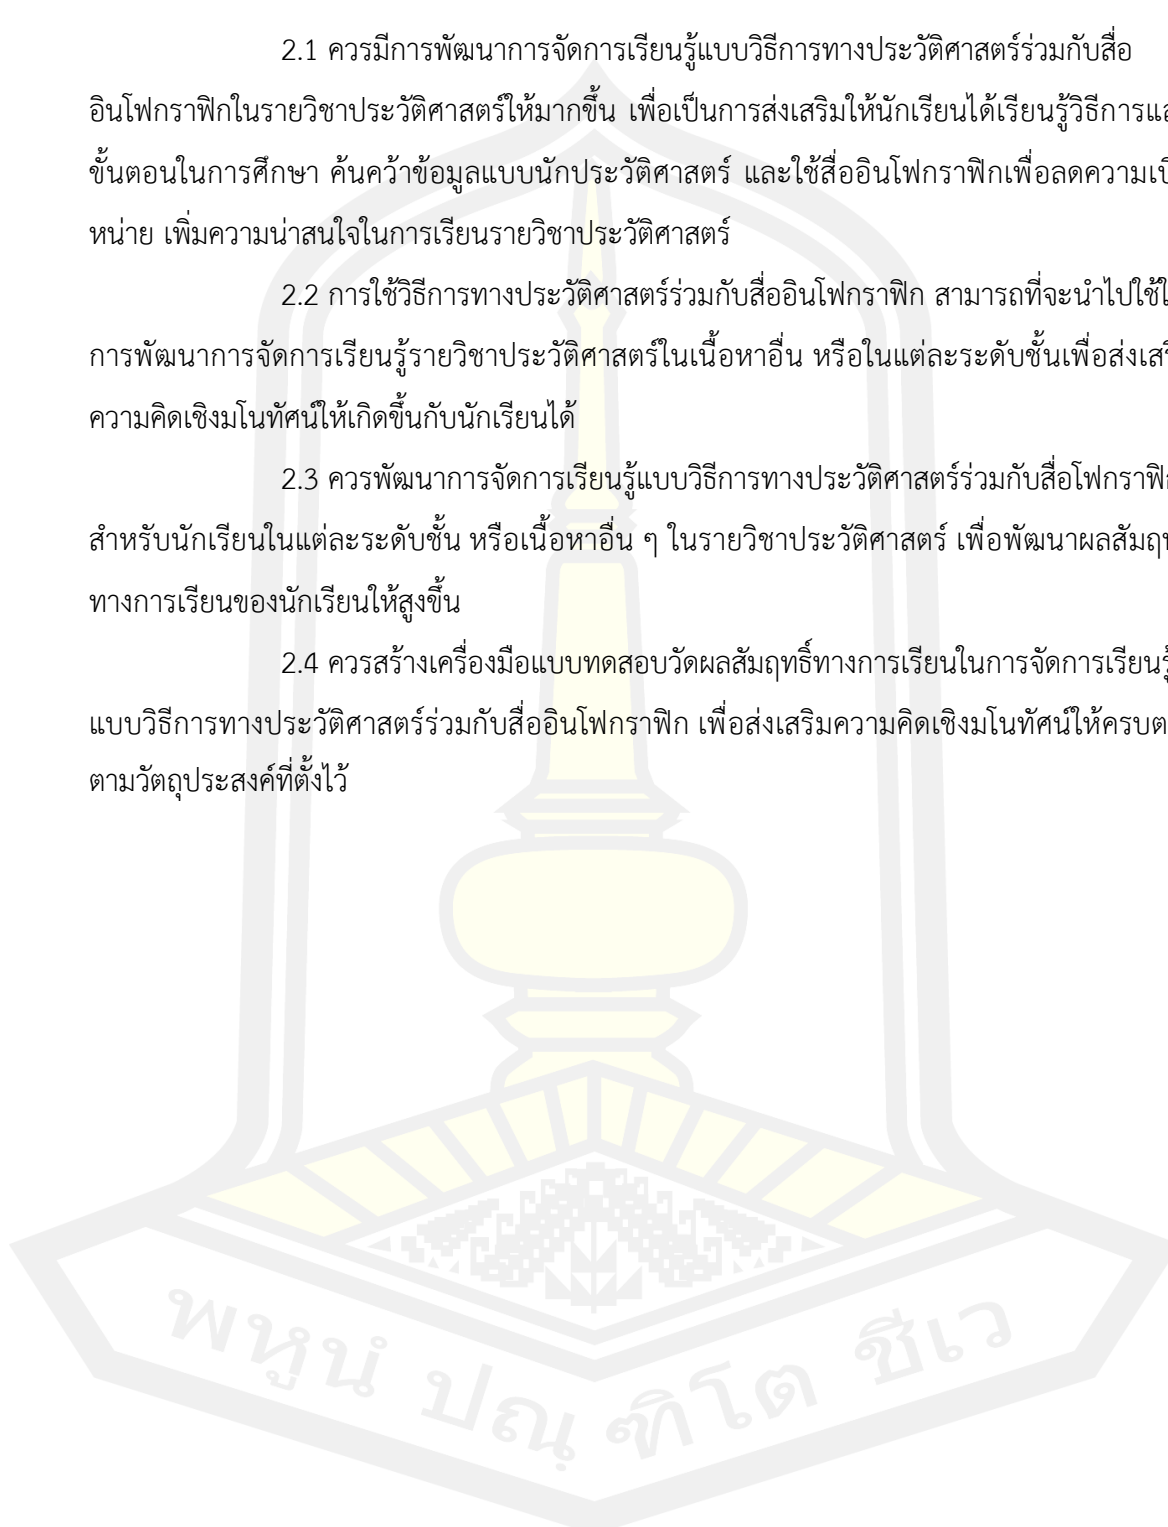 2.1 ควรมีการพัฒนาการจัดการเรียนรู้แบบวิธีการทางประวัติศาสตร์ร่วมกับสื่อ
อินโฟกราฟิกในรายวิชาประวัติศาสตร์ให้มากขึ้น เพื่อเป็นการส่งเสริมให้นักเรียนได้เรียนรู้วิธีการแ
ขั้นตอนในการศึกษา ค้นคว้าข้อมูลแบบนักประวัติศาสตร์ และใช้สื่ออินโฟกราฟิกเพื่อลดความเ
หน่าย เพิ่มความน่าสนใจในการเรียนรายวิชาประวัติศาสตร์
2.2 การใช้วิธีการทางประวัติศาสตร์ร่วมกับสื่ออินโฟกราฟิก สามารถที่จะนำไปใช้ใ
การพัฒนาการจัดการเรียนรู้รายวิชาประวัติศาสตร์ในเนื้อหาอื่น หรือในแต่ละระดับชั้นเพื่อส่งเส
ความคิดเชิงมโนทัศน์ให้เกิดขึ้นกับนักเรียนได้
2.3 ควรพัฒนาการจัดการเรียนรู้แบบวิธีการทางประวัติศาสตร์ร่วมกับสื่อโฟกราฟิก
สำหรับนักเรียนในแต่ละระดับชั้น หรือเนื้อหาอื่น ๆ ในรายวิชาประวัติศาสตร์ เพื่อพัฒนาผลสัมฤ
ทางการเรียนของนักเรียนให้สูงขึ้น
2.4 ควรสร้างเครื่องมือแบบทดสอบวัดผลสัมฤทธิ์ทางการเรียนในการจัดการเรียนรู้
แบบวิธีการทางประวัติศาสตร์ร่วมกับสื่ออินโฟกราฟิก เพื่อส่งเสริมความคิดเชิงมโนทัศน์ให้ครบต
ตามวัตถุประสงค์ที่ตั้งไว้
พหูนํ ปณฺฑิโต ชีเว